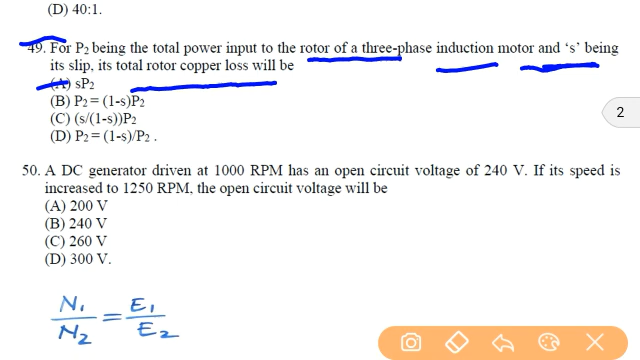 (D) 40:1.
49. For P₂ being the total power input to the rotor of a three-phase induction motor and ‘s’ being
its slip, its total rotor copper loss will be
(A) sP₂
(B) P₂ = (1-s)P₂
(C) (s/(1-s))P₂
(D) P₂ = (1-s)/P₂ .
2
50. A DC generator driven at 1000 RPM has an open circuit voltage of 240 V. If its speed is
increased to 1250 RPM, the open circuit voltage will be
(A) 200 V
(B) 240 V
(C) 260 V
(D) 300 V.
N₁/N₂ = E₁/E₂